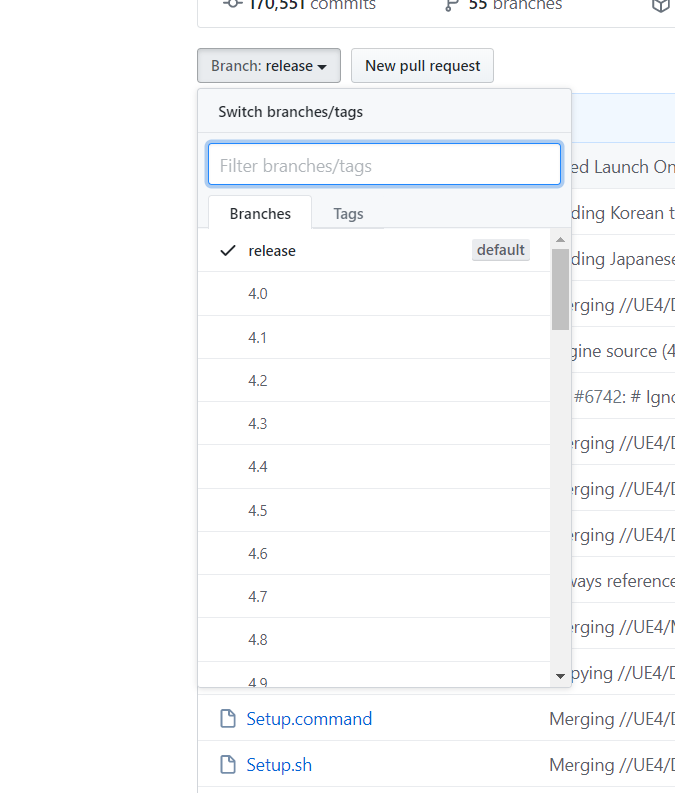 170,551 commits 55 branches
Branch: release New pull request
Switch branches/tags
Filter branches/tags
Branches Tags
release default
4.0
4.1
4.2
4.3
4.4
4.5
4.6
4.7
4.8
4.9
ed Launch On
ding Korean t
ding Japanese
erging //UE4/D
gine source (4
#6742: # Igno
erging //UE4/D
erging //UE4/D
erging //UE4/D
ways reference
erging //UE4/M
pying //UE4/D
Setup.command Merging //UE4/D
Setup.sh Merging //UE4/D